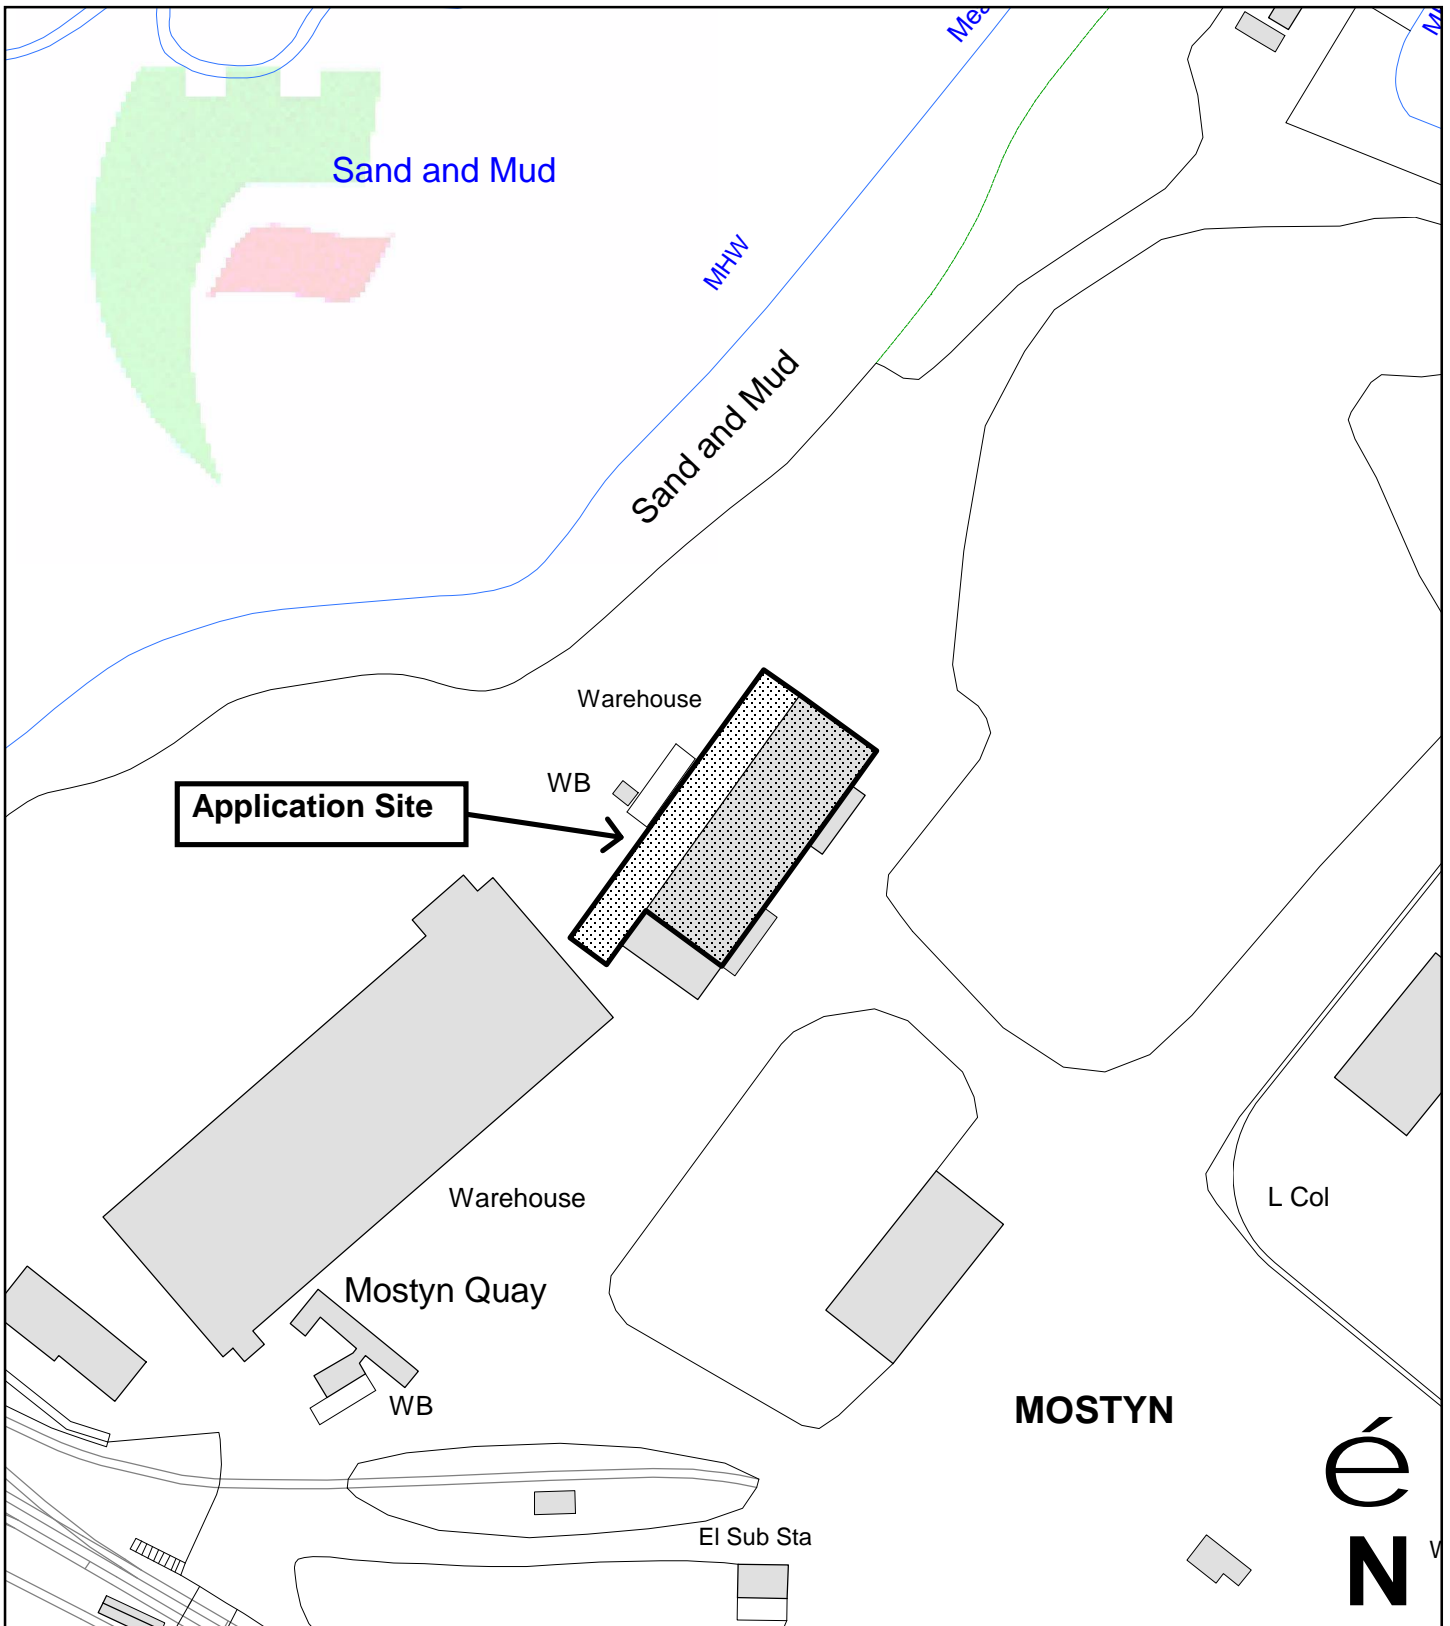 Mea
Sand and Mud
MHW
Sand and Mud
Warehouse
WB
Application Site
Warehouse
L Col
Mostyn Quay
WB
MOSTYN
é
El Sub Sta
N